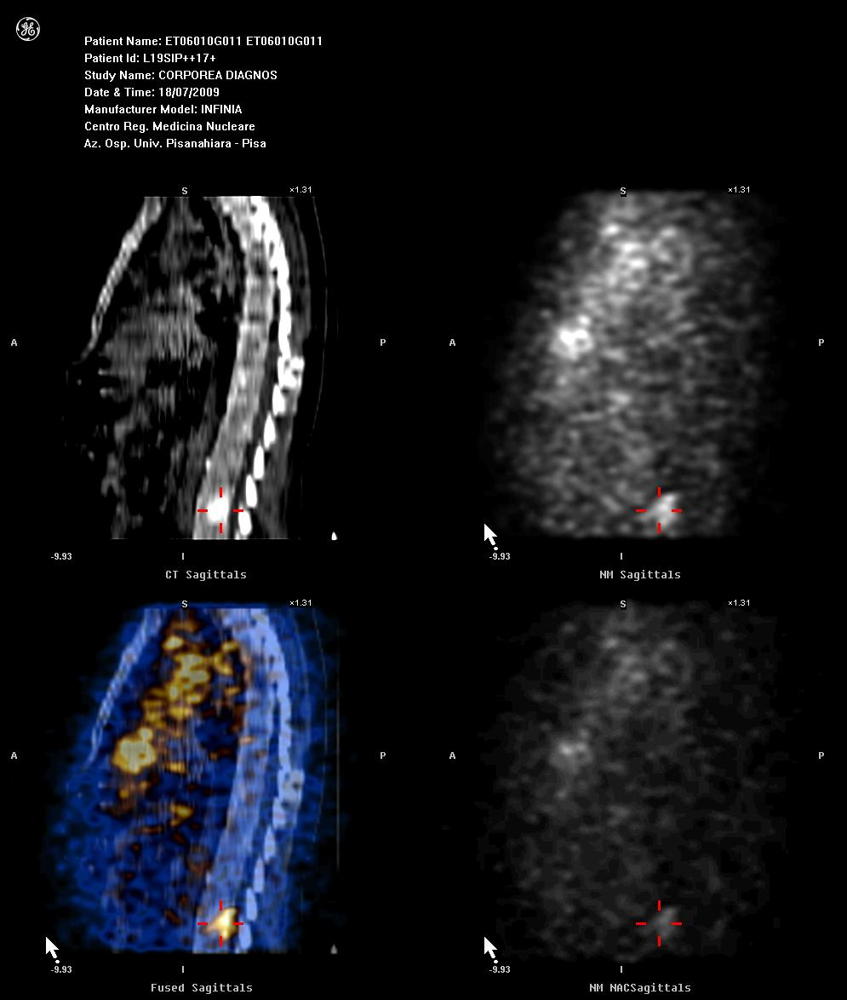 GE
Patient Name: ET06010G011 ET06010G011
Patient Id: L19SIP++17+
Study Name: CORPOREA DIAGNOS
Date & Time: 18/07/2009
Manufacturer Model: INFINIA
Centro Reg. Medicina Nucleare
Az. Osp. Univ. Pisanahiara - Pisa
S ×1.31
S ×1.31
A P
A P
-9.93 I
-9.93 I
CT Sagittals
NM Sagittals
S ×1.31
S ×1.31
A P
A P
-9.93 I
-9.93 I
Fused Sagittals
NM NACSagittals